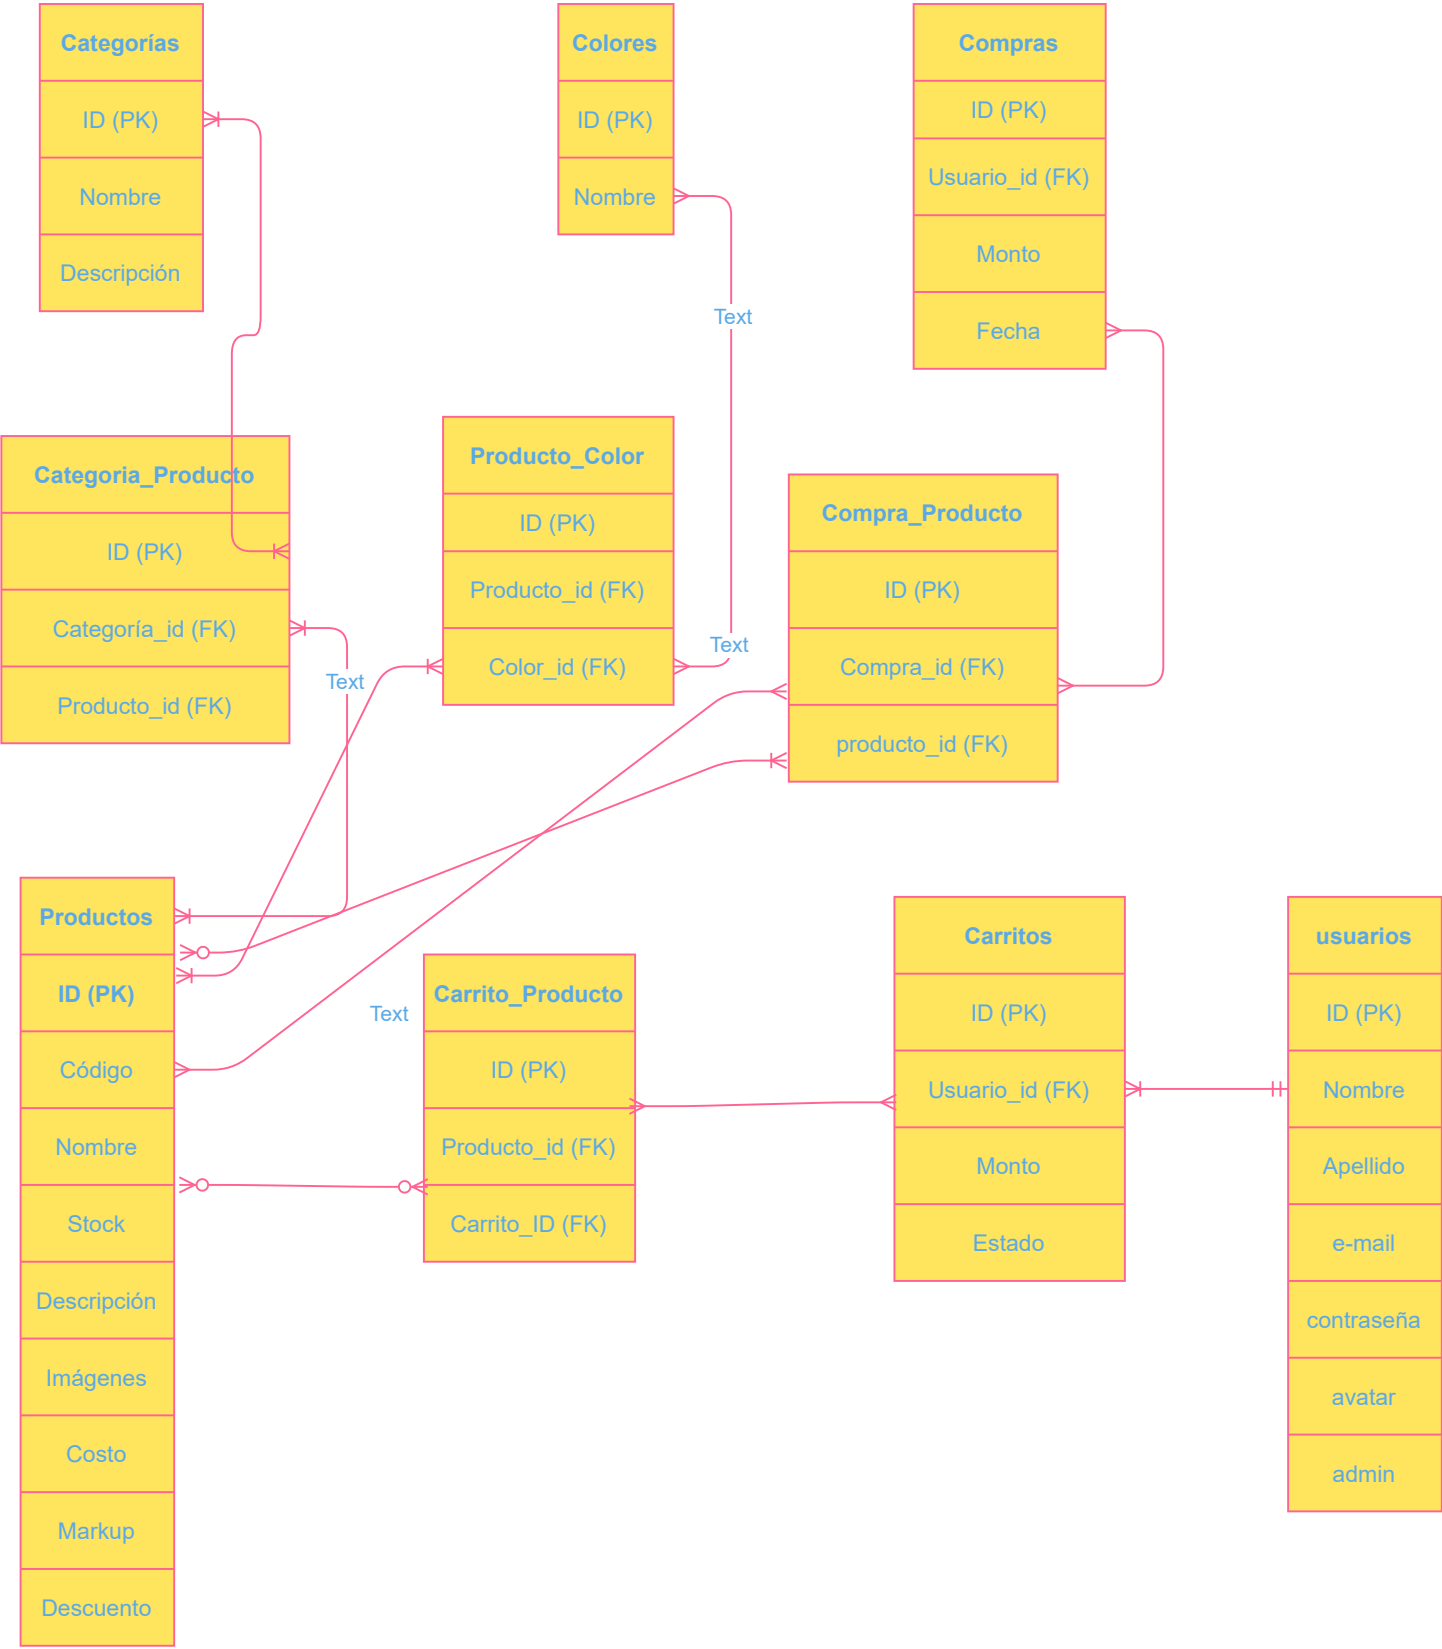 Categorías
ID (PK)
Nombre
Descripción
Colores
ID (PK)
Nombre
Compras
ID (PK)
Usuario_id (FK)
Monto
Fecha
Text
Categoria_Producto
ID (PK)
Categoría_id (FK)
Producto_id (FK)
Text
Producto_Color
ID (PK)
Producto_id (FK)
Color_id (FK)
Text
Compra_Producto
ID (PK)
Compra_id (FK)
producto_id (FK)
Productos
ID (PK)
Código
Nombre
Stock
Descripción
Imágenes
Costo
Markup
Descuento
Text
Carrito_Producto
ID (PK)
Producto_id (FK)
Carrito_ID (FK)
Carritos
ID (PK)
Usuario_id (FK)
Monto
Estado
usuarios
ID (PK)
Nombre
Apellido
e-mail
contraseña
avatar
admin